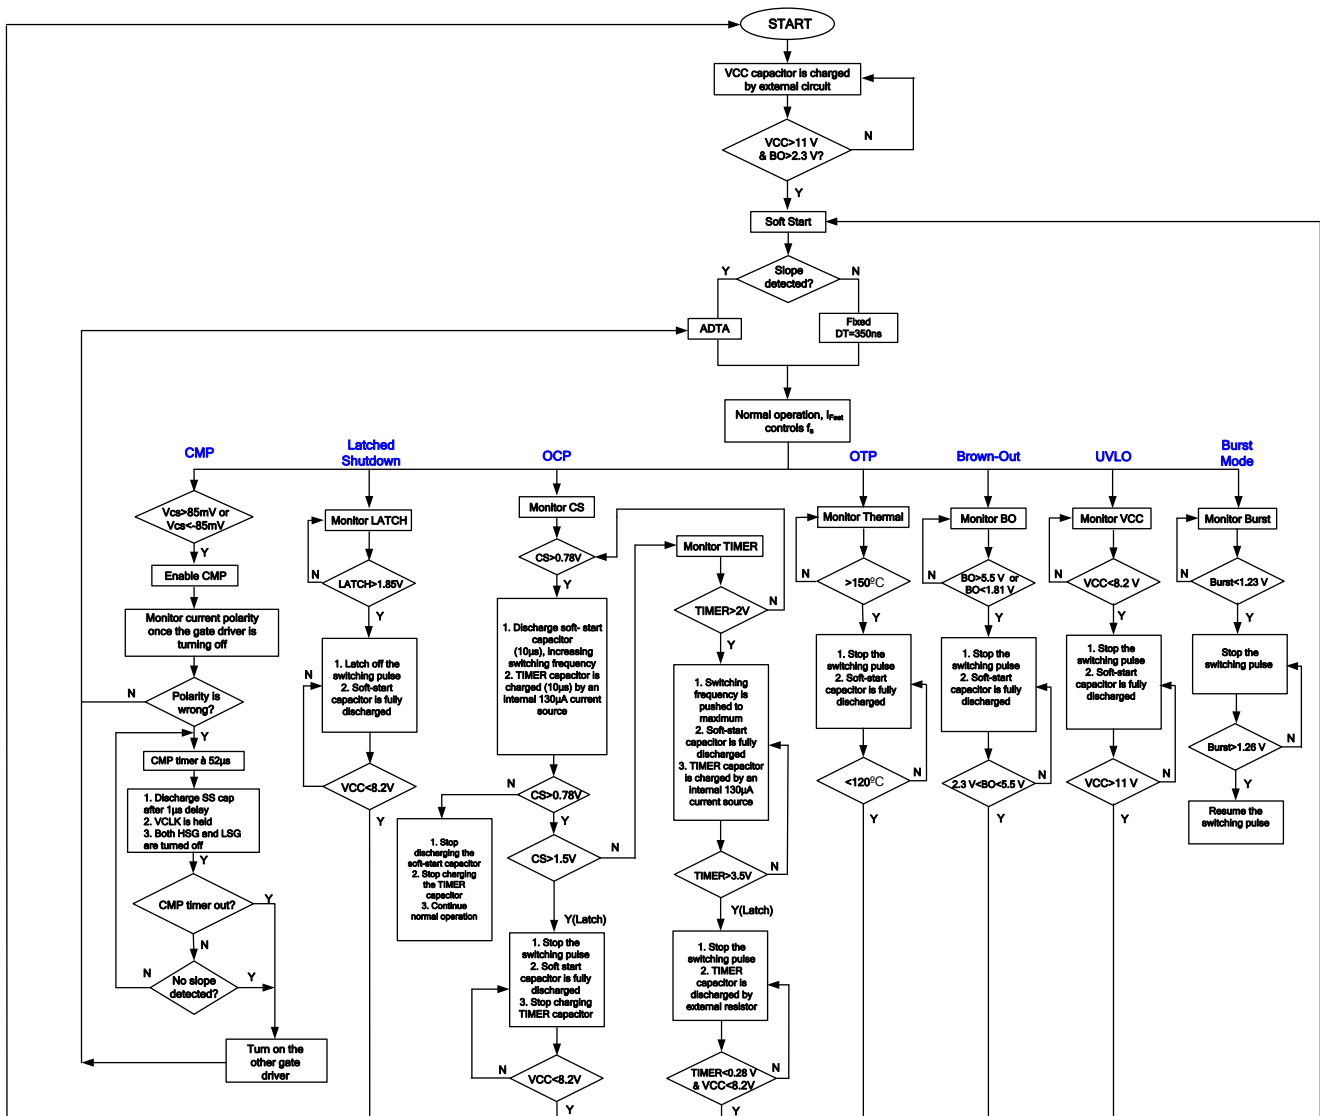 START
VCC capacitor is charged
by external circuit
VCC>11 V
& BO>2.3 V?
N
Y
Soft Start
Slope
detected?
Y
N
ADTA
Fixed
DT=350ns
Normal operation, IFset
controls fs
CMP
Vcs>85mV or
Vcs<-85mV
Y
Enable CMP
Monitor current polarity
once the gate driver is
turning off
Polarity is
wrong?
N
Y
CMP timer à 52µs
1. Discharge SS cap
after 1µs delay
2. VCLK is held
3. Both HSG and LSG
are turned off
Y
CMP timer out?
Y
N
No slope
detected?
N
Y
Turn on the
other gate
driver
Latched
Shutdown
Monitor LATCH
LATCH>1.85V
N
Y
1. Latch off the
switching pulse
2. Soft-start
capacitor is fully
discharged
N
VCC<8.2V
Y
OCP
Monitor CS
CS>0.78V
Y
1. Discharge soft- start
capacitor
(10µs), increasing
switching frequency
2. TIMER capacitor is
charged (10µs) by an
internal 130µA current
source
CS>0.78V
N
Y
1. Stop
discharging the
soft-start capacitor
2. Stop charging
the TIMER
capacitor
3. Continue
normal operation
CS>1.5V
N
Y(Latch)
1. Stop the
switching pulse
2. Soft start
capacitor is fully
discharged
3. Stop charging
TIMER capacitor
VCC<8.2V
N
Y
Monitor TIMER
TIMER>2V
N
Y
1. Switching
frequency is
pushed to
maximum
2. Soft-start
capacitor is fully
discharged
3. TIMER capacitor
is charged by an
internal 130µA
current source
TIMER>3.5V
N
Y(Latch)
1. Stop the
switching pulse
2. TIMER
capacitor is
discharged by
external resistor
TIMER<0.28 V
& VCC<8.2V
N
Y
OTP
Monitor Thermal
>150ºC
N
Y
1. Stop the
switching pulse
2. Soft-start
capacitor is fully
discharged
<120ºC
N
Y
Brown-Out
Monitor BO
BO>5.5 V or
BO<1.81 V
N
Y
1. Stop the
switching pulse
2. Soft-start
capacitor is fully
discharged
2.3 V<BO<5.5 V
N
Y
UVLO
Monitor VCC
VCC<8.2 V
N
Y
1. Stop the
switching pulse
2. Soft-start
capacitor is fully
discharged
VCC>11 V
N
Y
Burst
Mode
Monitor Burst
Burst<1.23 V
N
Y
Stop the
switching pulse
Burst>1.26 V
N
Y
Resume the
switching pulse